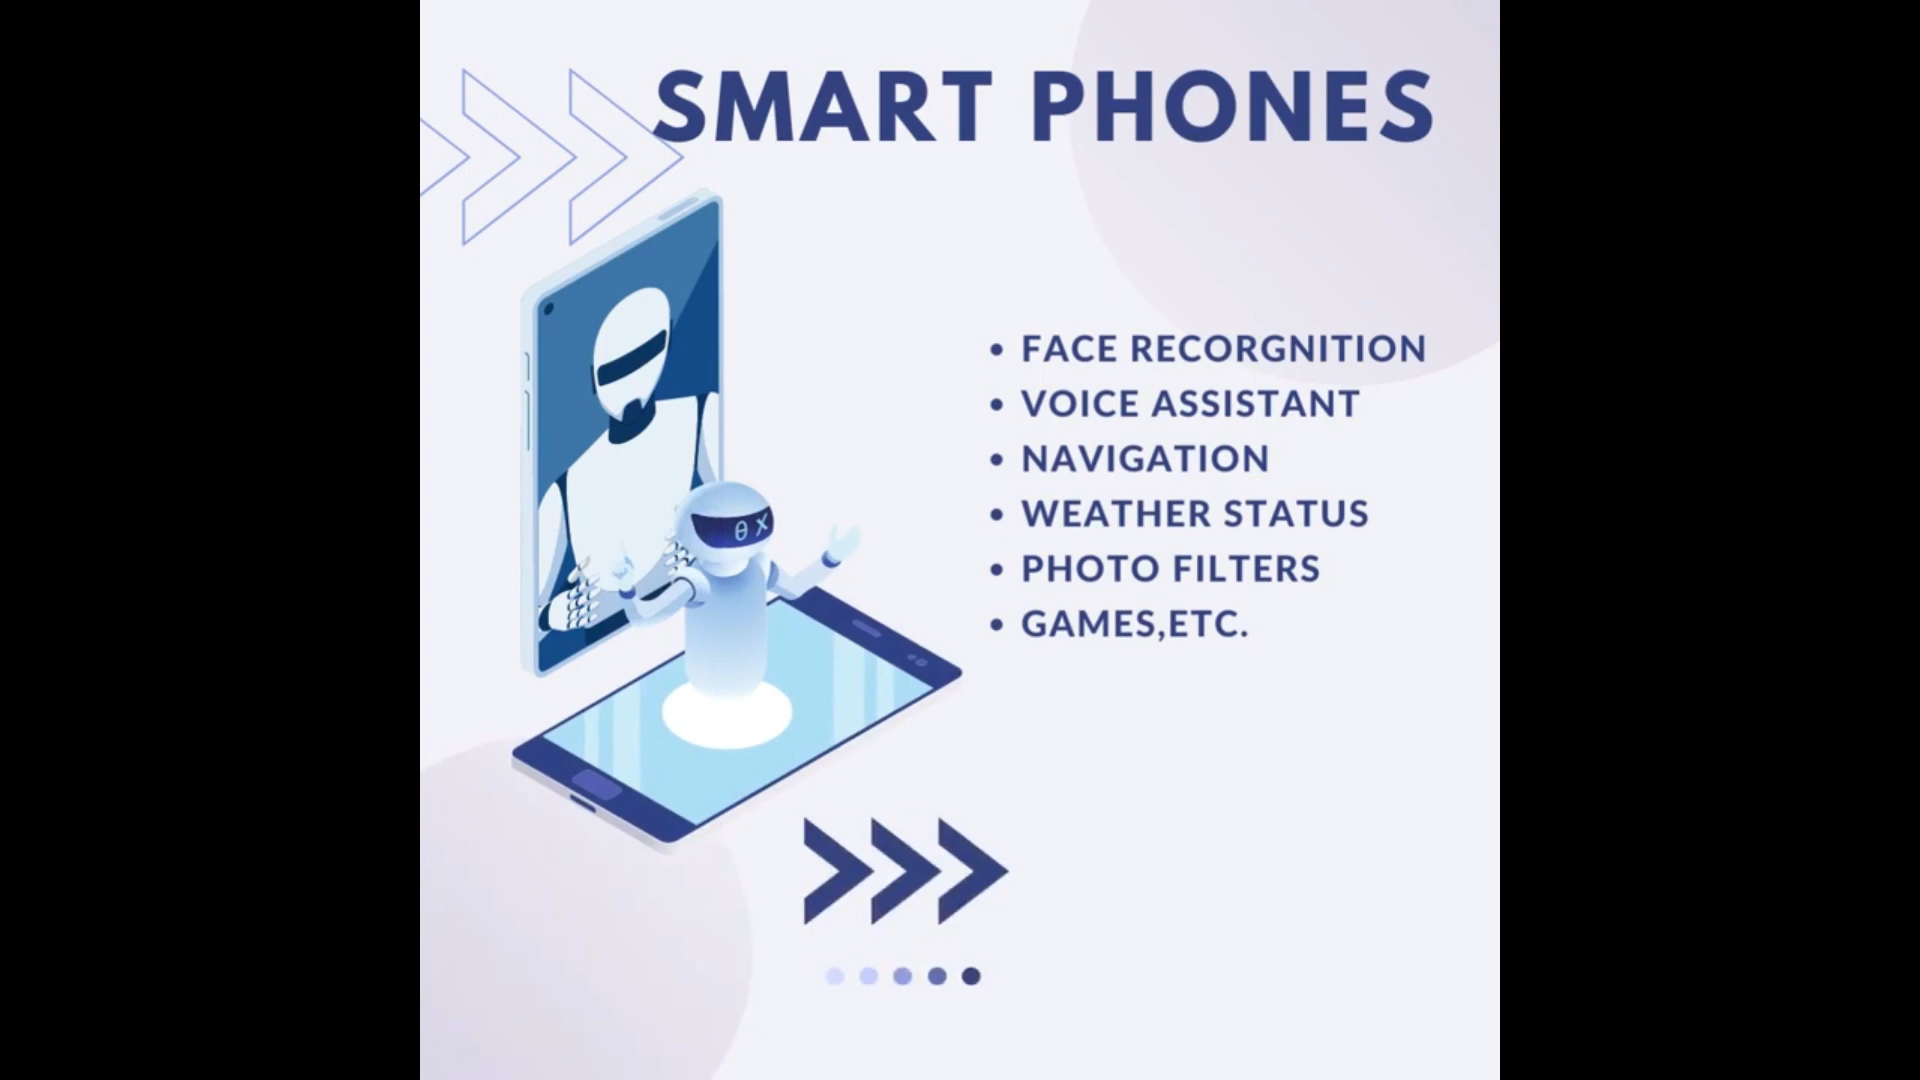 SMART PHONES
• FACE RECORGNITION
• VOICE ASSISTANT
• NAVIGATION
• WEATHER STATUS
• PHOTO FILTERS
• GAMES,ETC.